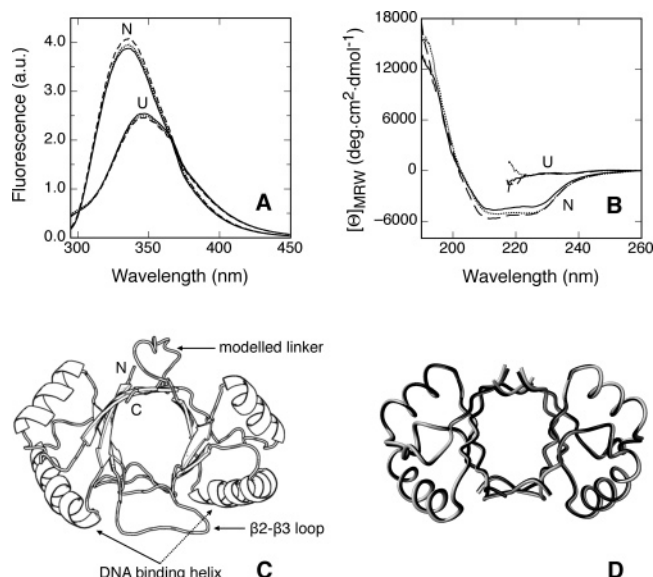 N
U
A
Fluorescence (a.u.)
4.0
3.0
2.0
1.0
0.0
300
350
400
450
Wavelength (nm)
U
N
B
[Θ]MRW (deg·cm²·dmol⁻¹)
18000
12000
6000
0
−6000
200
220
240
260
Wavelength (nm)
modelled linker
N
C
β2-β3 loop
DNA binding helix
C
D